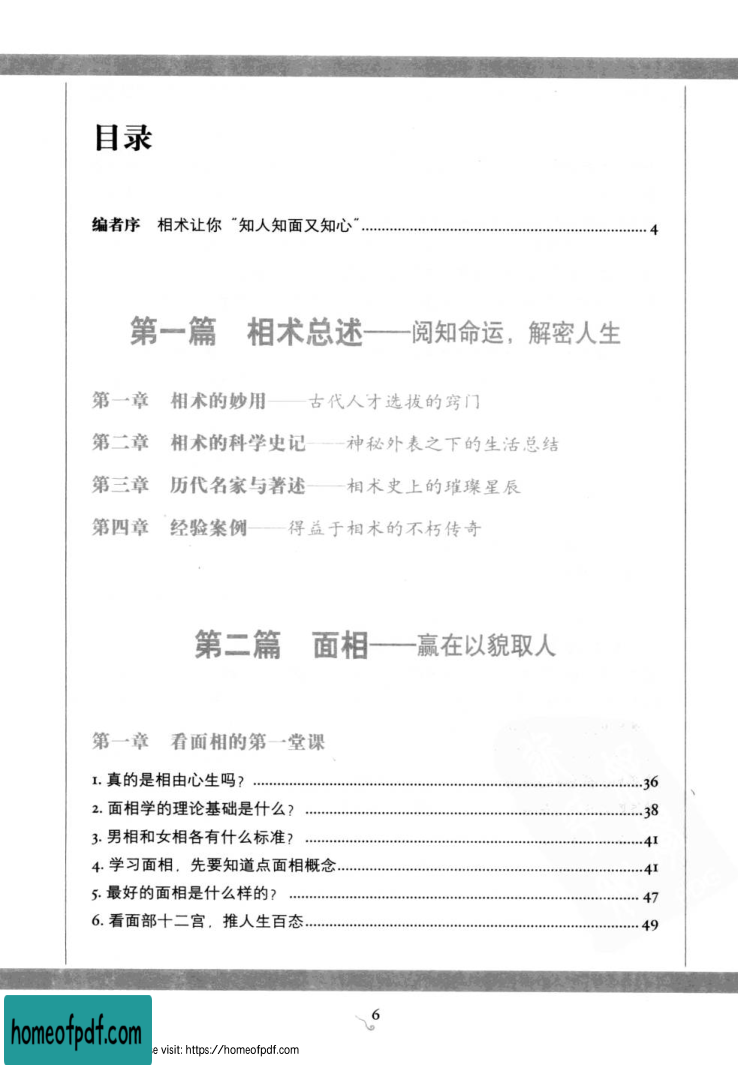 目录
编者序 相术让你“知人知面又知心”........................................................................ 4
第一篇 相术总述——阅知命运，解密人生
第一章 相术的妙用——古代人才选拔的窍门
第二章 相术的科学史记——神秘外表之下的生活总结
第三章 历代名家与著述——相术史上的璀璨星辰
第四章 经验案例——得益于相术的不朽传奇
第二篇 面相——赢在以貌取人
第一章 看面相的第一堂课
1. 真的是相由心生吗？........................................................................36
2. 面相学的理论基础是什么？........................................................................38
3. 男相和女相各有什么标准？........................................................................41
4. 学习面相，先要知道点面相概念........................................................................41
5. 最好的面相是什么样的？........................................................................ 47
6. 看面部十二宫，推人生百态........................................................................ 49
6
homeofpdf.com
se visit: https://homeofpdf.com